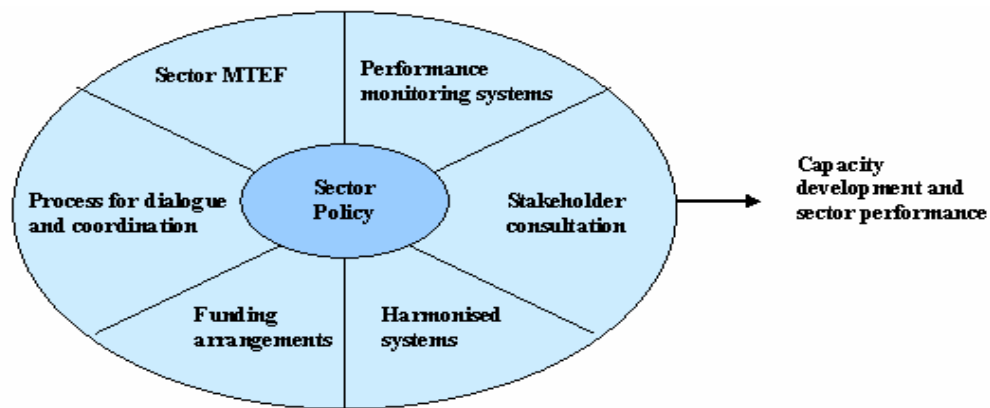 Sector MTEF
Performance
monitoring systems
Process for dialogue
and coordination
Sector
Policy
Stakeholder
consultation
Capacity
development and
sector performance
Funding
arrangements
Harmonised
systems